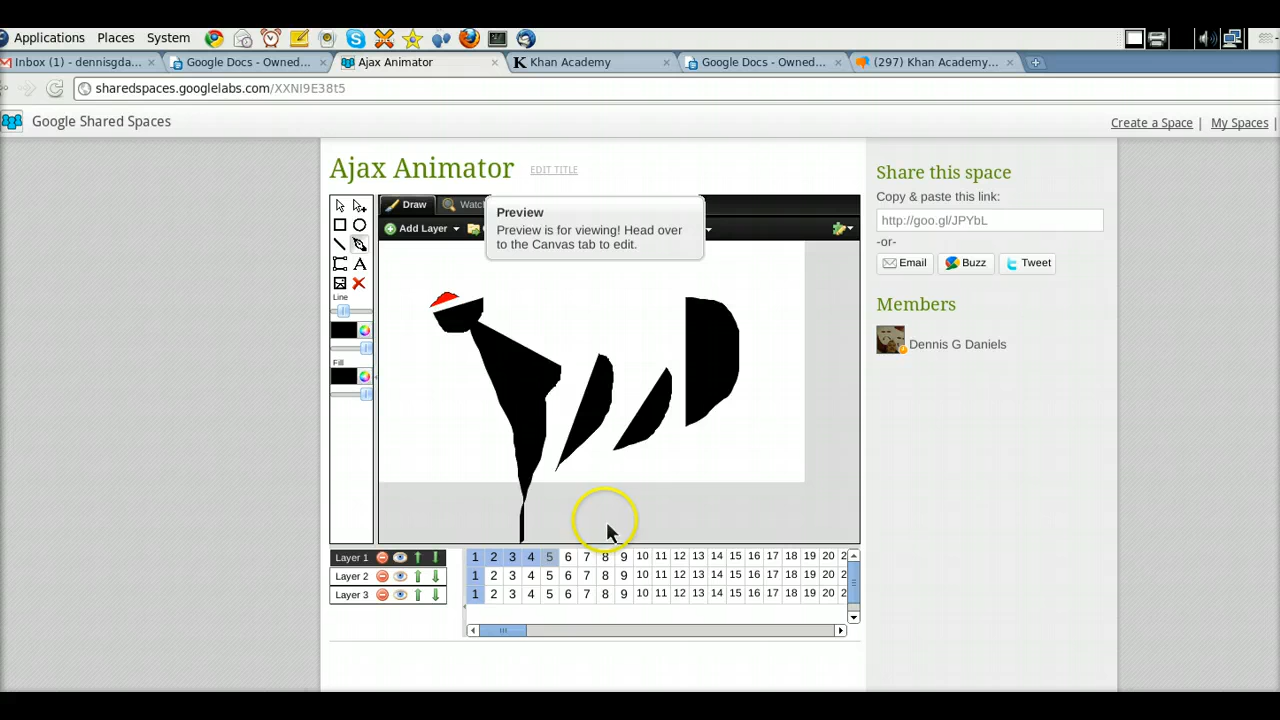 Applications Places System
Inbox (1) - dennisgda...
Google Docs - Owned...
Ajax Animator
Khan Academy
Google Docs - Owned...
(297) Khan Academy...
sharedspaces.googlelabs.com/XXNI9E38t5
Google Shared Spaces
Create a Space | My Spaces |
Ajax Animator EDIT TITLE
Draw
Watch
Preview
Preview is for viewing! Head over
to the Canvas tab to edit.
Add Layer
Line
Fill
Layer 1 1 2 3 4 5 6 7 8 9 10 11 12 13 14 15 16 17 18 19 20 2
Layer 2 1 2 3 4 5 6 7 8 9 10 11 12 13 14 15 16 17 18 19 20 2
Layer 3 1 2 3 4 5 6 7 8 9 10 11 12 13 14 15 16 17 18 19 20 2
Share this space
Copy & paste this link:
http://goo.gl/JPYbL
-or-
Email Buzz Tweet
Members
Dennis G Daniels